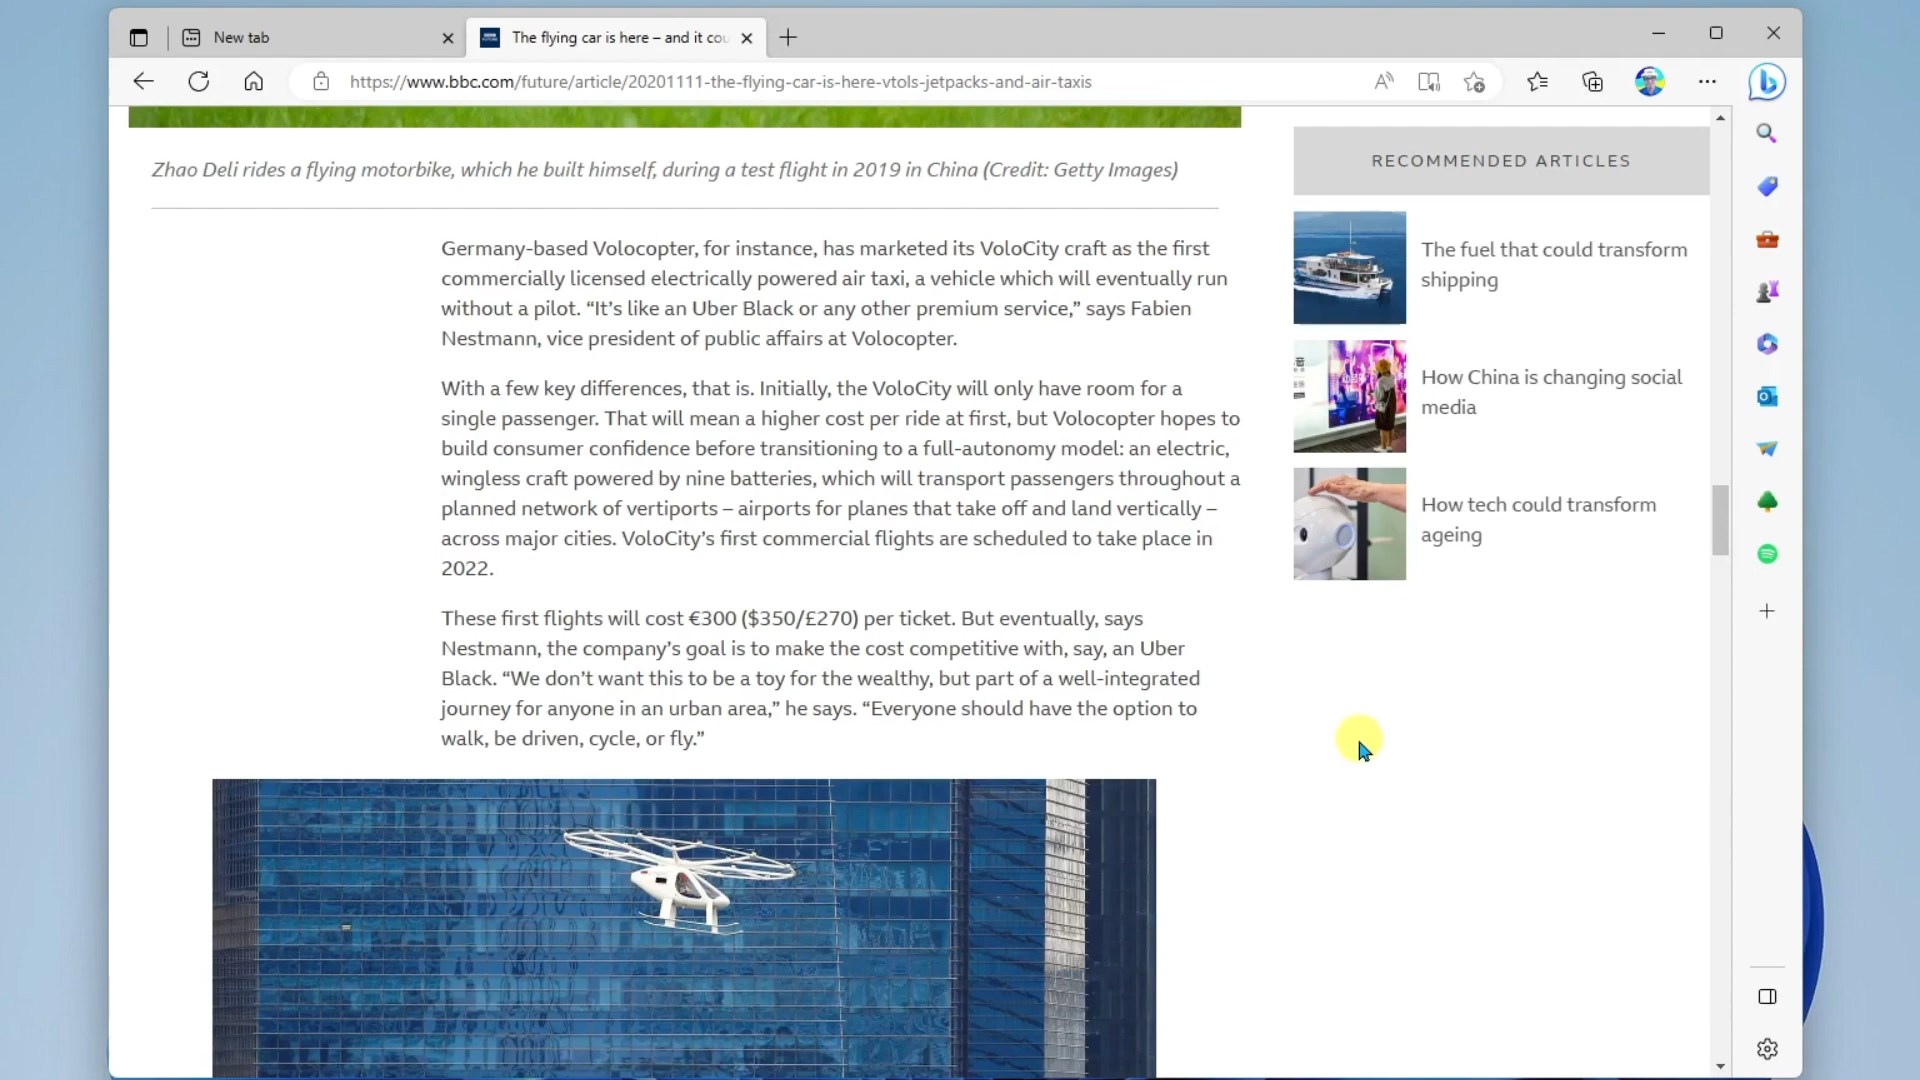 New tab
The flying car is here – and it cou
https://www.bbc.com/future/article/20201111-the-flying-car-is-here-vtols-jetpacks-and-air-taxis
Zhao Deli rides a flying motorbike, which he built himself, during a test flight in 2019 in China (Credit: Getty Images)
Germany-based Volocopter, for instance, has marketed its VoloCity craft as the first
commercially licensed electrically powered air taxi, a vehicle which will eventually run
without a pilot. “It’s like an Uber Black or any other premium service,” says Fabien
Nestmann, vice president of public affairs at Volocopter.
With a few key differences, that is. Initially, the VoloCity will only have room for a
single passenger. That will mean a higher cost per ride at first, but Volocopter hopes to
build consumer confidence before transitioning to a full-autonomy model: an electric,
wingless craft powered by nine batteries, which will transport passengers throughout a
planned network of vertiports – airports for planes that take off and land vertically –
across major cities. VoloCity’s first commercial flights are scheduled to take place in
2022.
These first flights will cost €300 ($350/£270) per ticket. But eventually, says
Nestmann, the company’s goal is to make the cost competitive with, say, an Uber
Black. “We don’t want this to be a toy for the wealthy, but part of a well-integrated
journey for anyone in an urban area,” he says. “Everyone should have the option to
walk, be driven, cycle, or fly.”
RECOMMENDED ARTICLES
The fuel that could transform
shipping
How China is changing social
media
How tech could transform
ageing